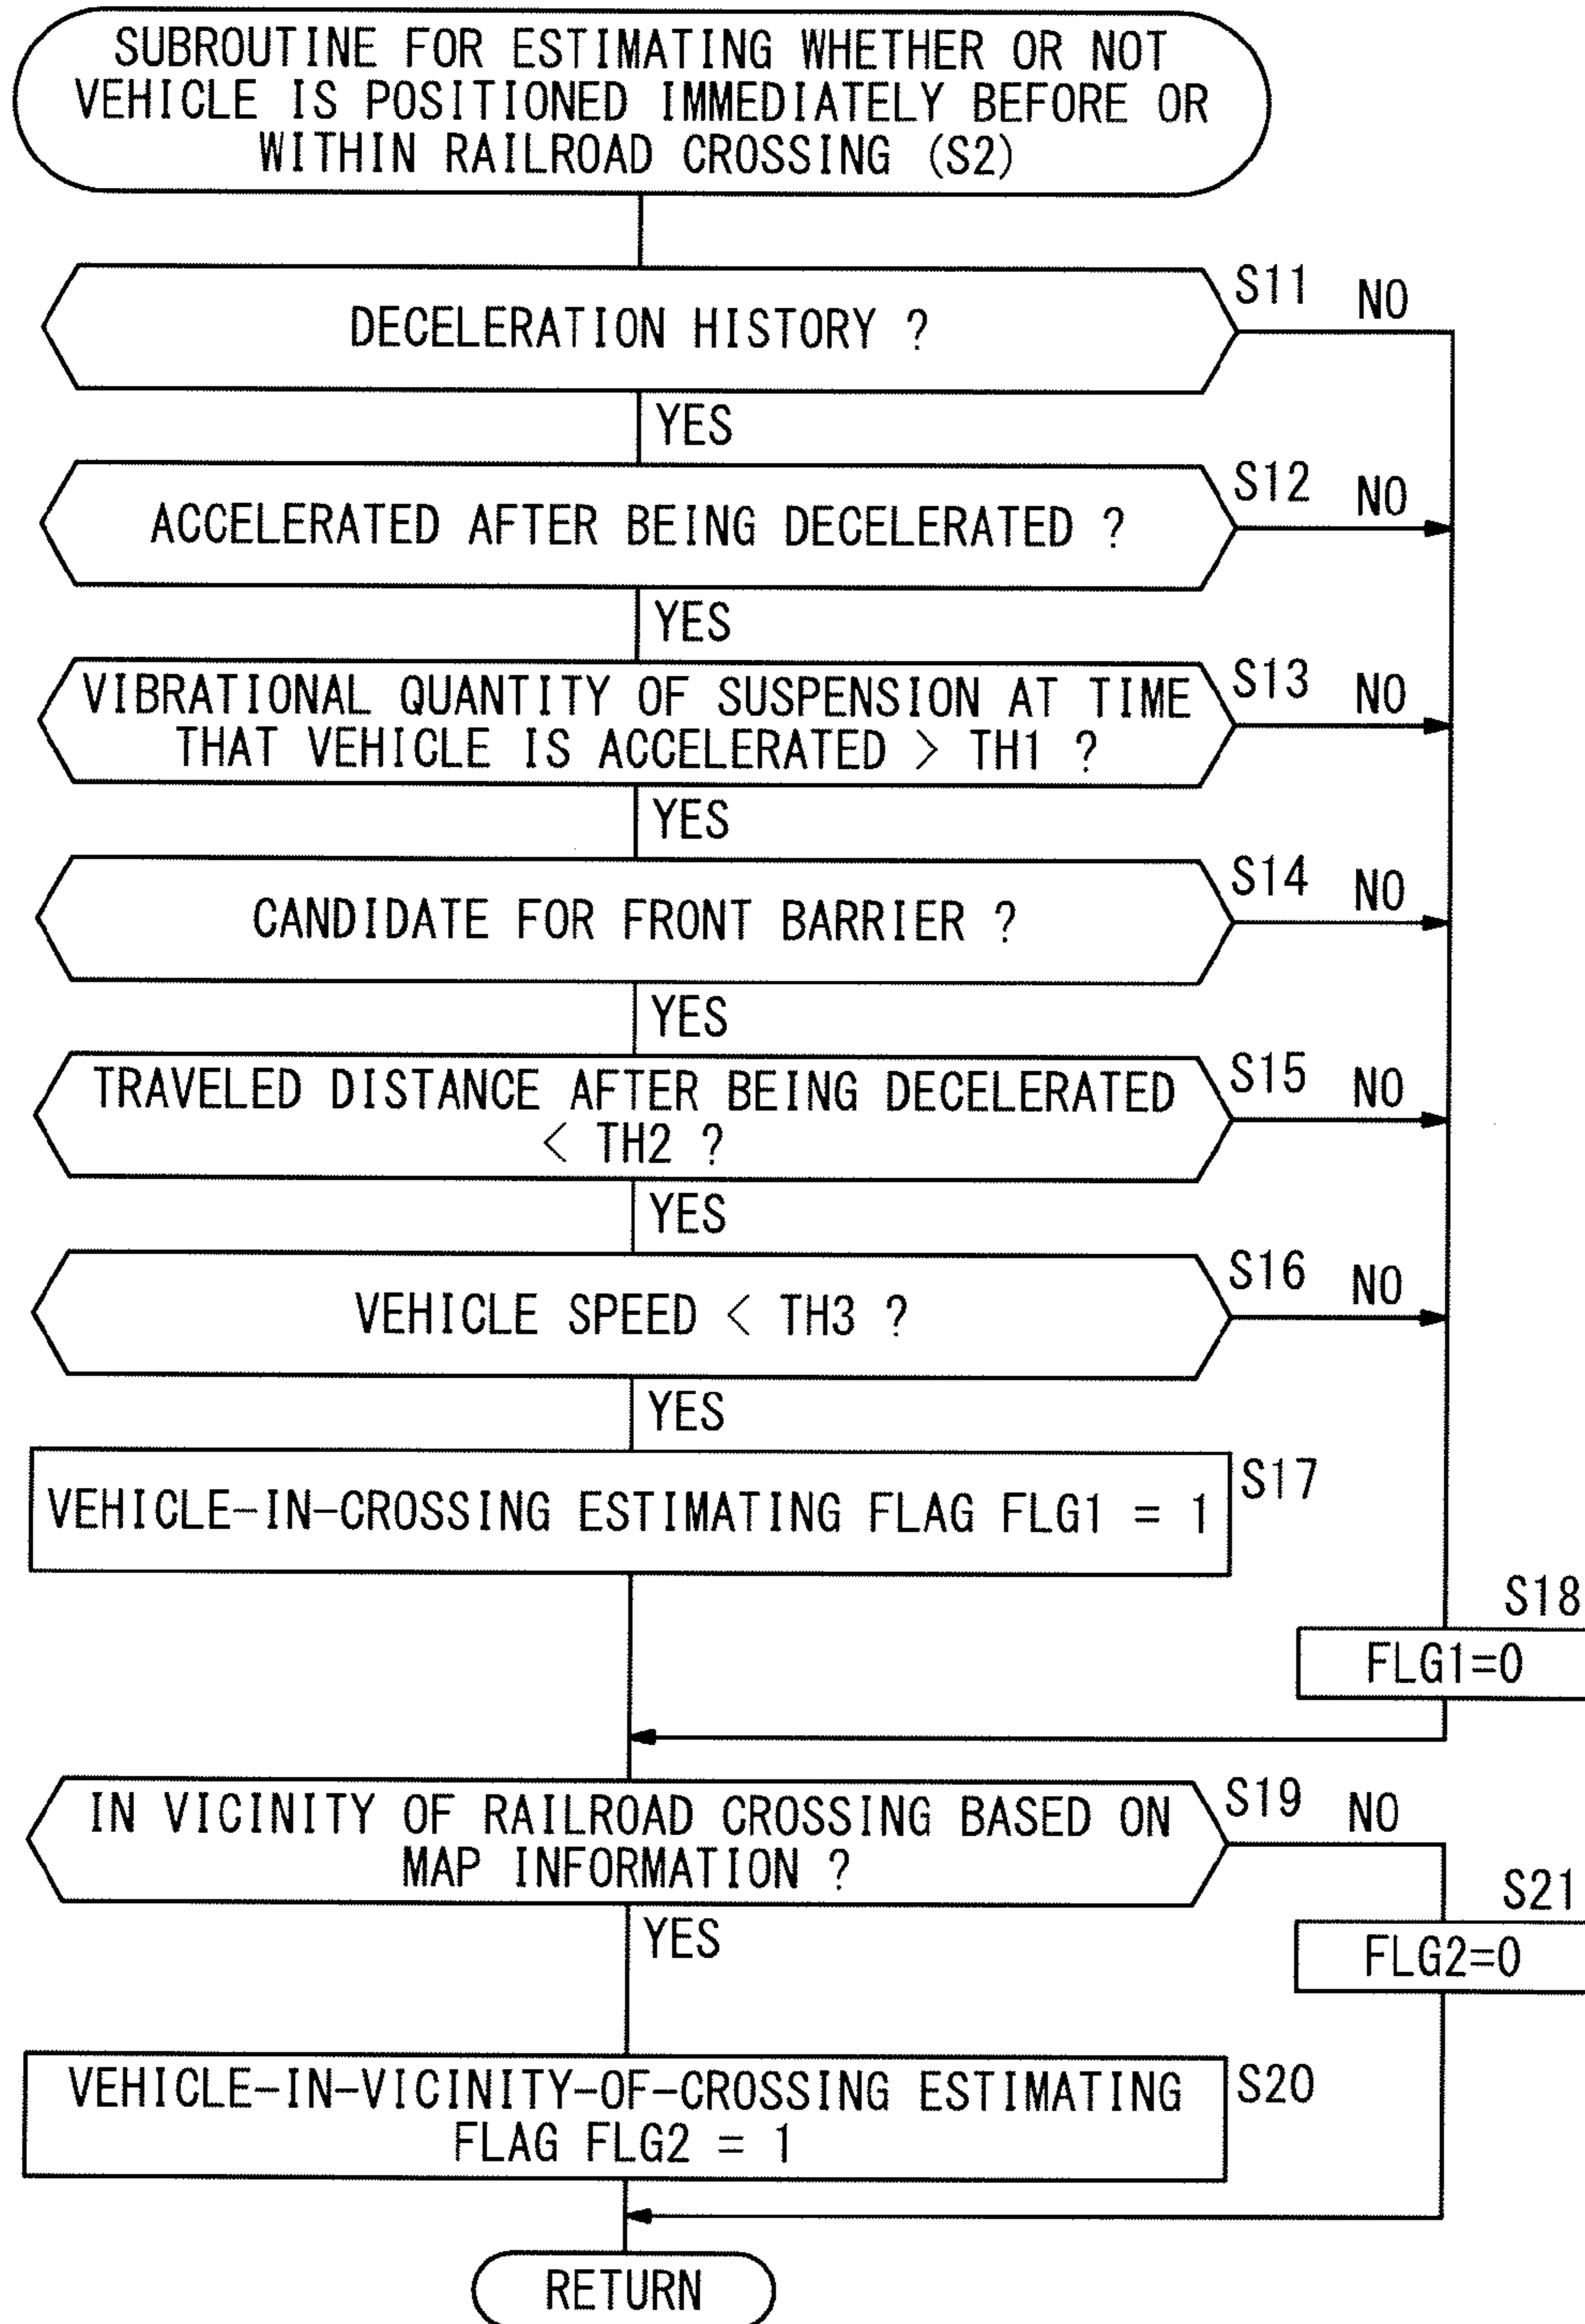 SUBROUTINE FOR ESTIMATING WHETHER OR NOT
VEHICLE IS POSITIONED IMMEDIATELY BEFORE OR
WITHIN RAILROAD CROSSING (S2)
DECELERATION HISTORY ?
S11
NO
YES
ACCELERATED AFTER BEING DECELERATED ?
S12
NO
YES
VIBRATIONAL QUANTITY OF SUSPENSION AT TIME
THAT VEHICLE IS ACCELERATED > TH1 ?
S13
NO
YES
CANDIDATE FOR FRONT BARRIER ?
S14
NO
YES
TRAVELED DISTANCE AFTER BEING DECELERATED
< TH2 ?
S15
NO
YES
VEHICLE SPEED < TH3 ?
S16
NO
YES
VEHICLE-IN-CROSSING ESTIMATING FLAG FLG1 = 1
S17
S18
FLG1=0
IN VICINITY OF RAILROAD CROSSING BASED ON
MAP INFORMATION ?
S19
NO
YES
S21
FLG2=0
VEHICLE-IN-VICINITY-OF-CROSSING ESTIMATING
FLAG FLG2 = 1
S20
RETURN